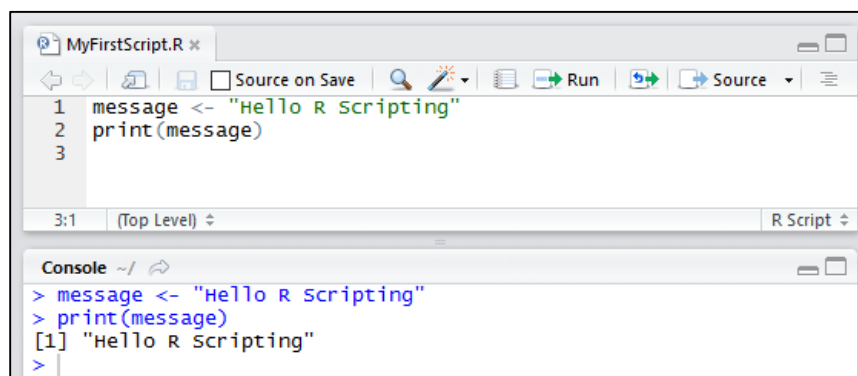 MyFirstScript.R
Source on Save Run Source
1 message <- "Hello R Scripting"
2 print(message)
3
3:1 (Top Level) R Script
Console ~/
> message <- "Hello R Scripting"
> print(message)
[1] "Hello R Scripting"
>